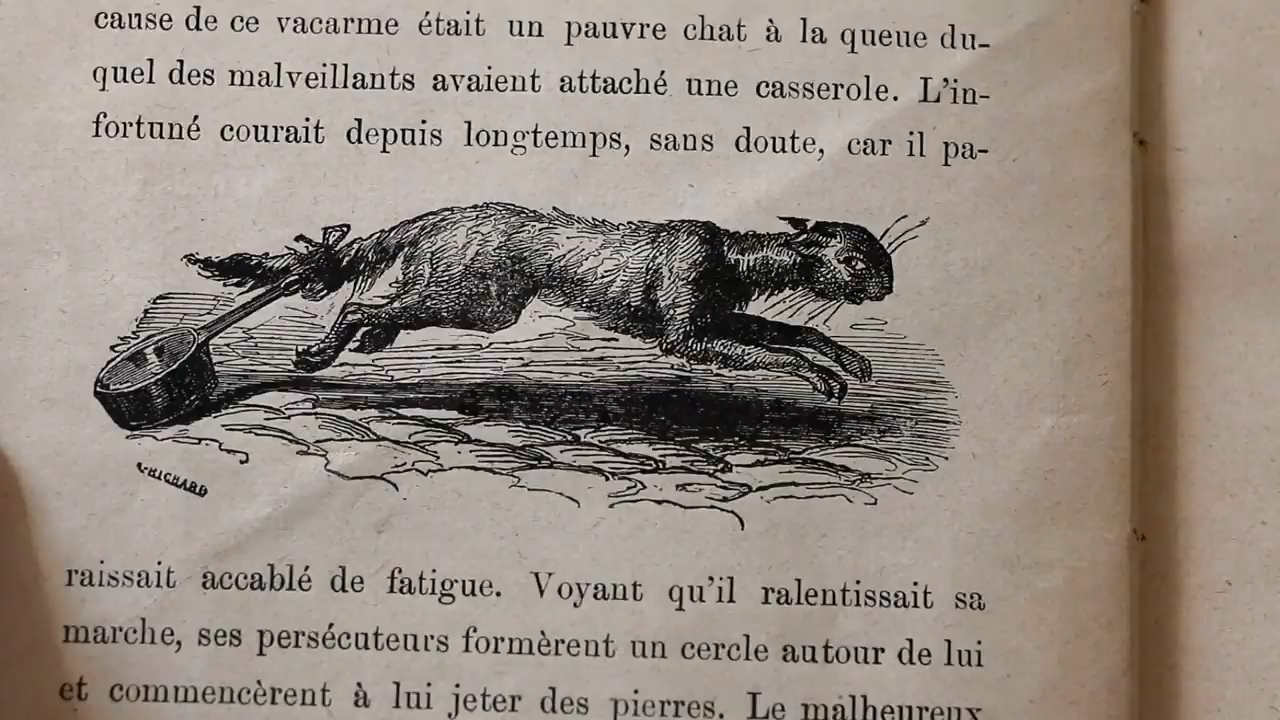 cause de ce vacarme était un pauvre chat à la queue du-
quel des malveillants avaient attaché une casserole. L'in-
fortuné courait depuis longtemps, sans doute, car il pa-
RICHARD
raissait accablé de fatigue. Voyant qu'il ralentissait sa
marche, ses persécuteurs formèrent un cercle autour de lui
et commencèrent à lui jeter des pierres. Le malheureux